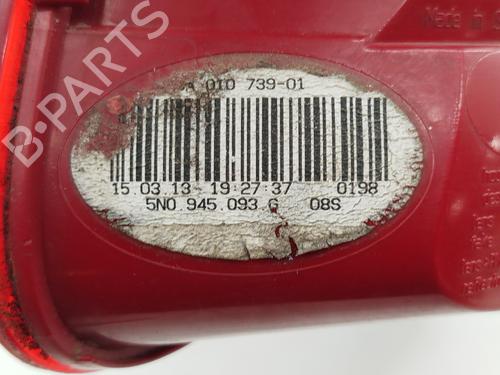 B-PARTS
Made in
010 739-01
15.03.13- 19:27:37 0198
5N0 945.093 G 08S